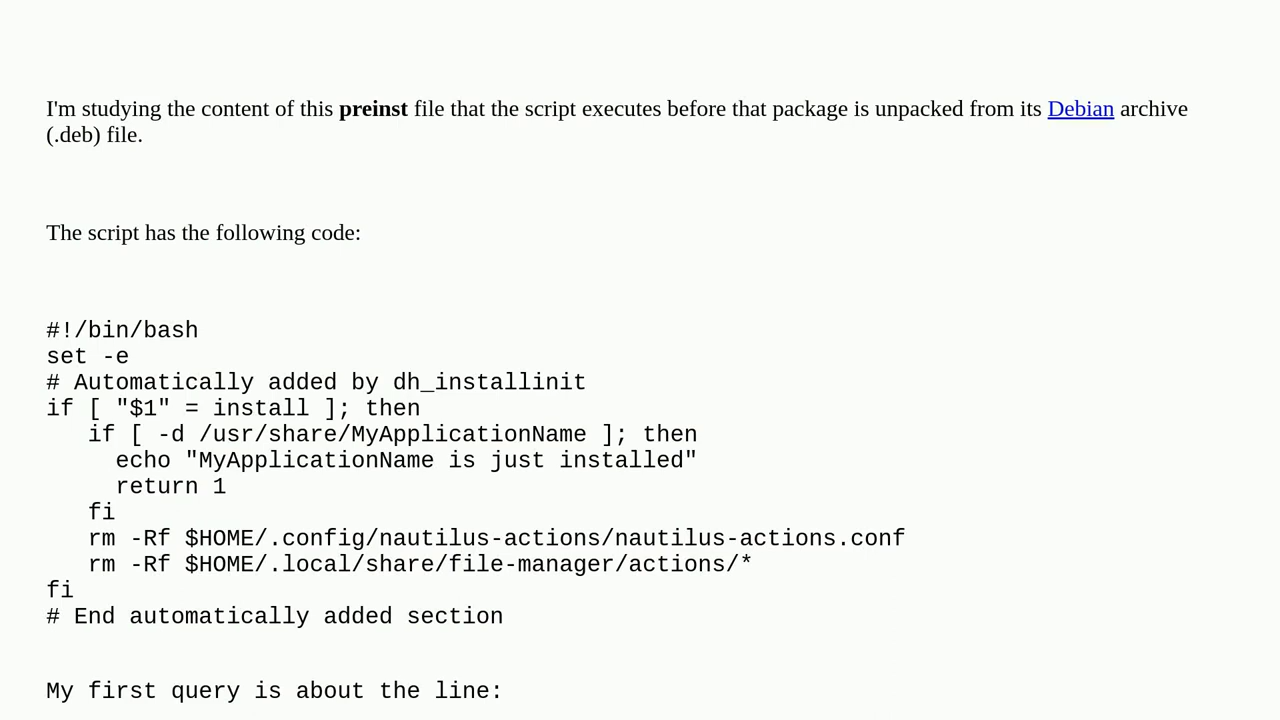 I'm studying the content of this preinst file that the script executes before that package is unpacked from its Debian archive
(.deb) file.
The script has the following code:
#!/bin/bash
set -e
# Automatically added by dh_installinit
if [ "$1" = install ]; then
   if [ -d /usr/share/MyApplicationName ]; then
     echo "MyApplicationName is just installed"
     return 1
   fi
   rm -Rf $HOME/.config/nautilus-actions/nautilus-actions.conf
   rm -Rf $HOME/.local/share/file-manager/actions/*
fi
# End automatically added section
My first query is about the line: